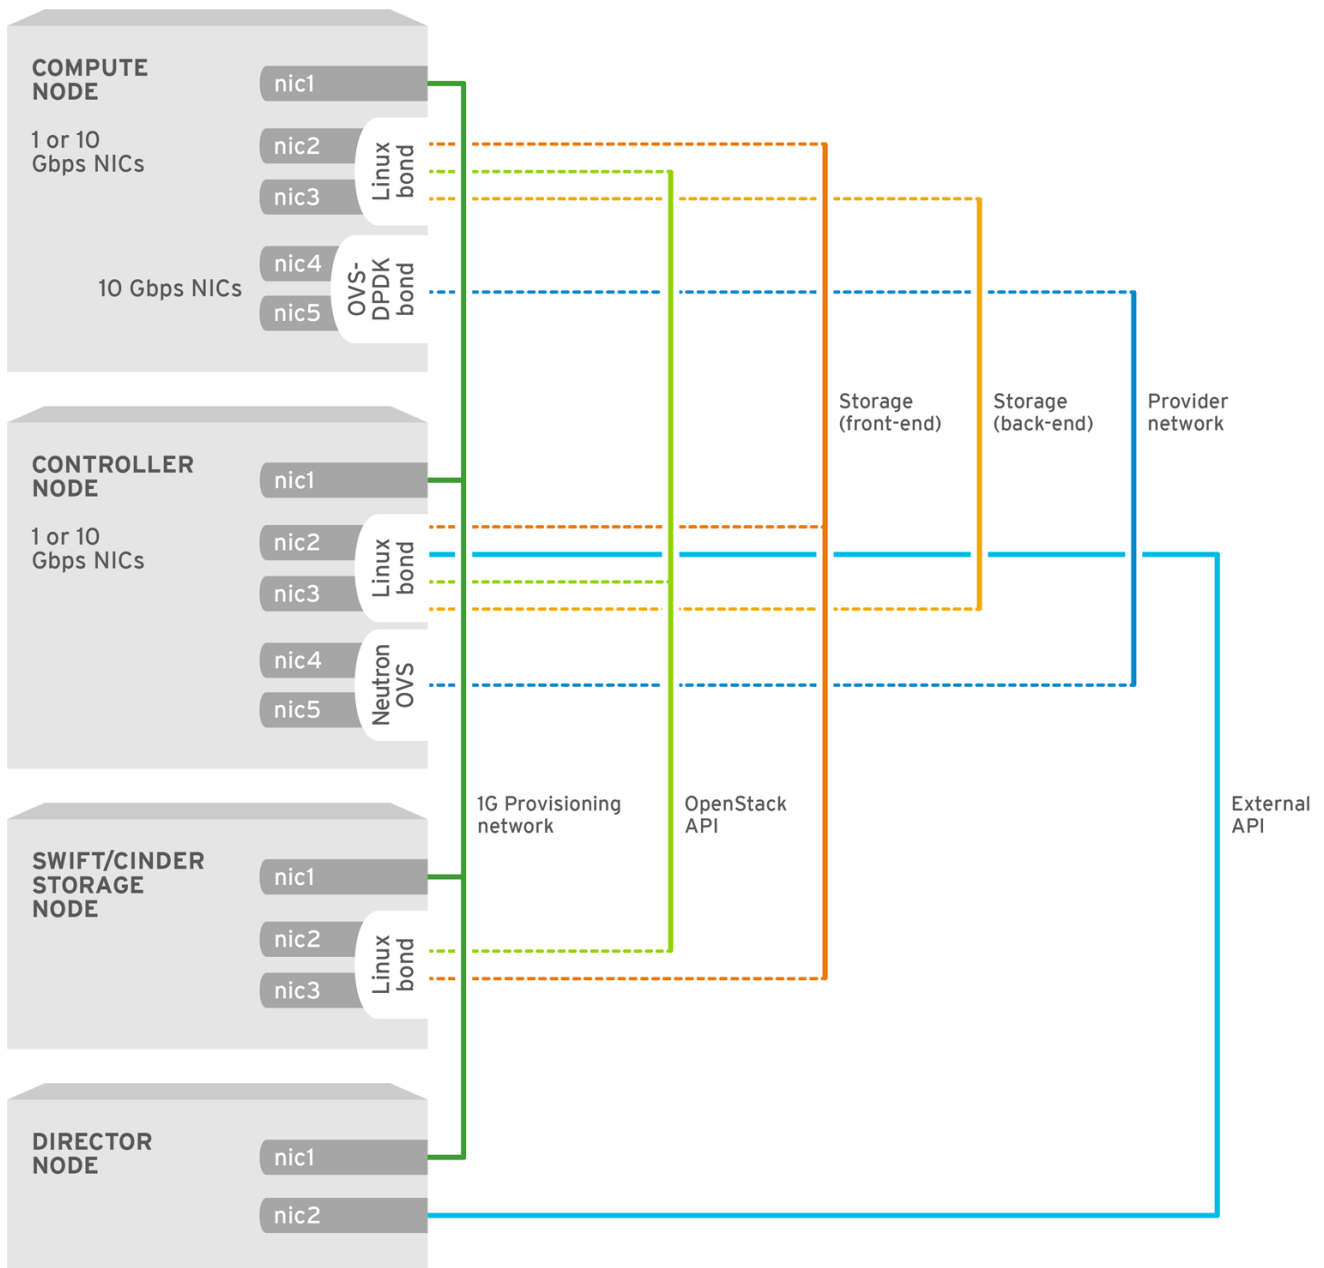 COMPUTE
NODE
nic1
1 or 10
Gbps NICs
nic2
nic3
Linux
bond
10 Gbps NICs
nic4
nic5
OVS-
DPDK
bond
Storage
(front-end)
Storage
(back-end)
Provider
network
CONTROLLER
NODE
nic1
1 or 10
Gbps NICs
nic2
nic3
Linux
bond
nic4
nic5
Neutron
OVS
1G Provisioning
network
OpenStack
API
External
API
SWIFT/CINDER
STORAGE
NODE
nic1
nic2
nic3
Linux
bond
DIRECTOR
NODE
nic1
nic2